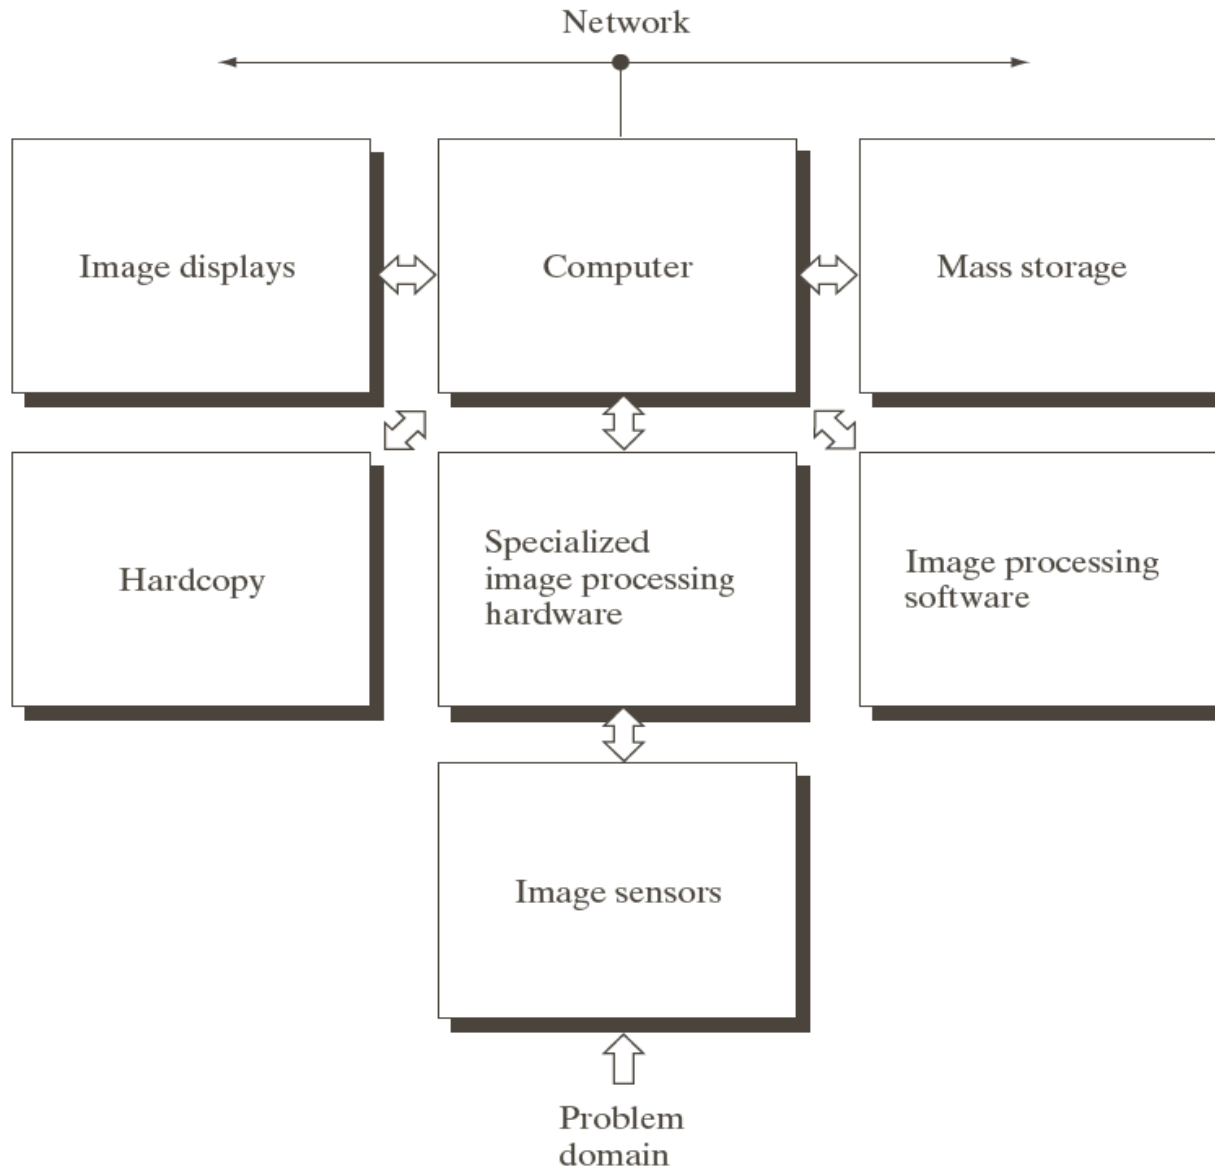 Network
Image displays
Computer
Mass storage
Hardcopy
Specialized
image processing
hardware
Image processing
software
Image sensors
Problem
domain